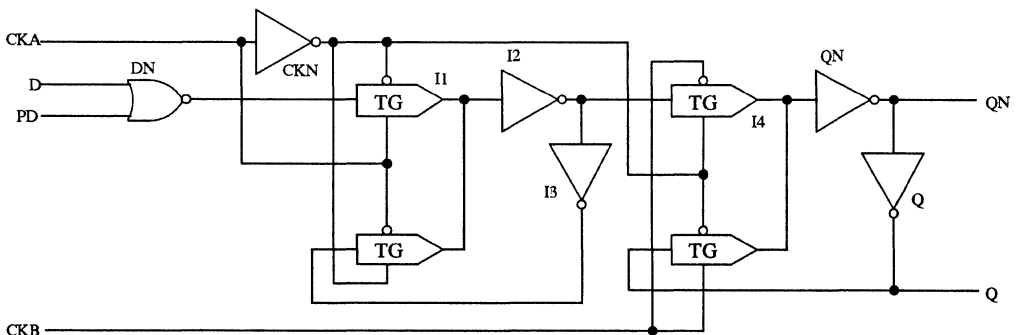 CKA
CKN
I2
QN
D
DN
I1
TG
TG
I4
QN
PD
I3
Q
TG
TG
Q
CKB